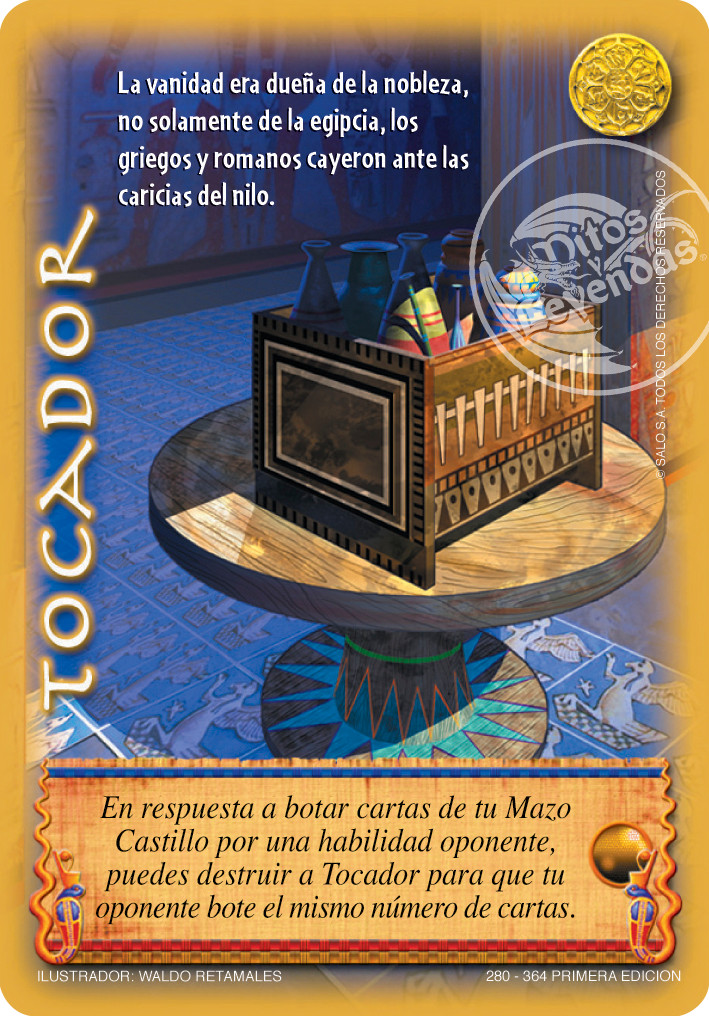 La vanidad era dueña de la nobleza,
no solamente de la egipcia, los
griegos y romanos cayeron ante las
caricias del nilo.
TOCADOR
Mitos
y
Leyendas
© SALO S.A. TODOS LOS DERECHOS RESERVADOS
En respuesta a botar cartas de tu Mazo
Castillo por una habilidad oponente,
puedes destruir a Tocador para que tu
oponente bote el mismo número de cartas.
ILUSTRADOR: WALDO RETAMALES
280 - 364 PRIMERA EDICION